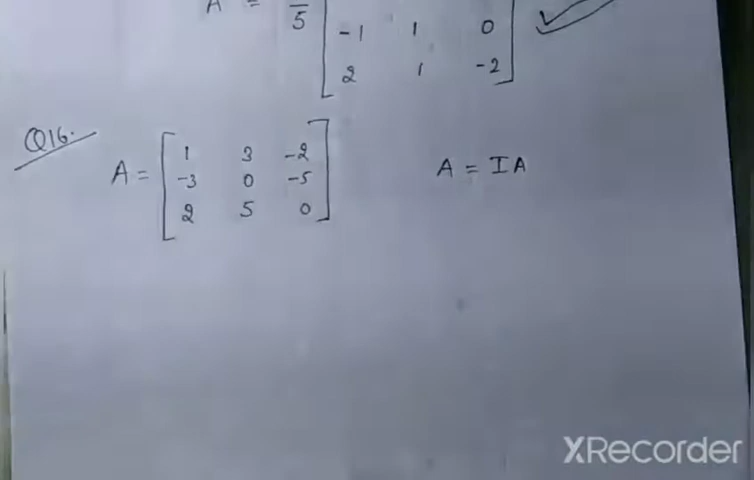 A = 1/5
-1 1 0
2 1 -2
Q16.
A = [ 1 3 -2
-3 0 -5
2 5 0 ]
A = IA
XRecorder